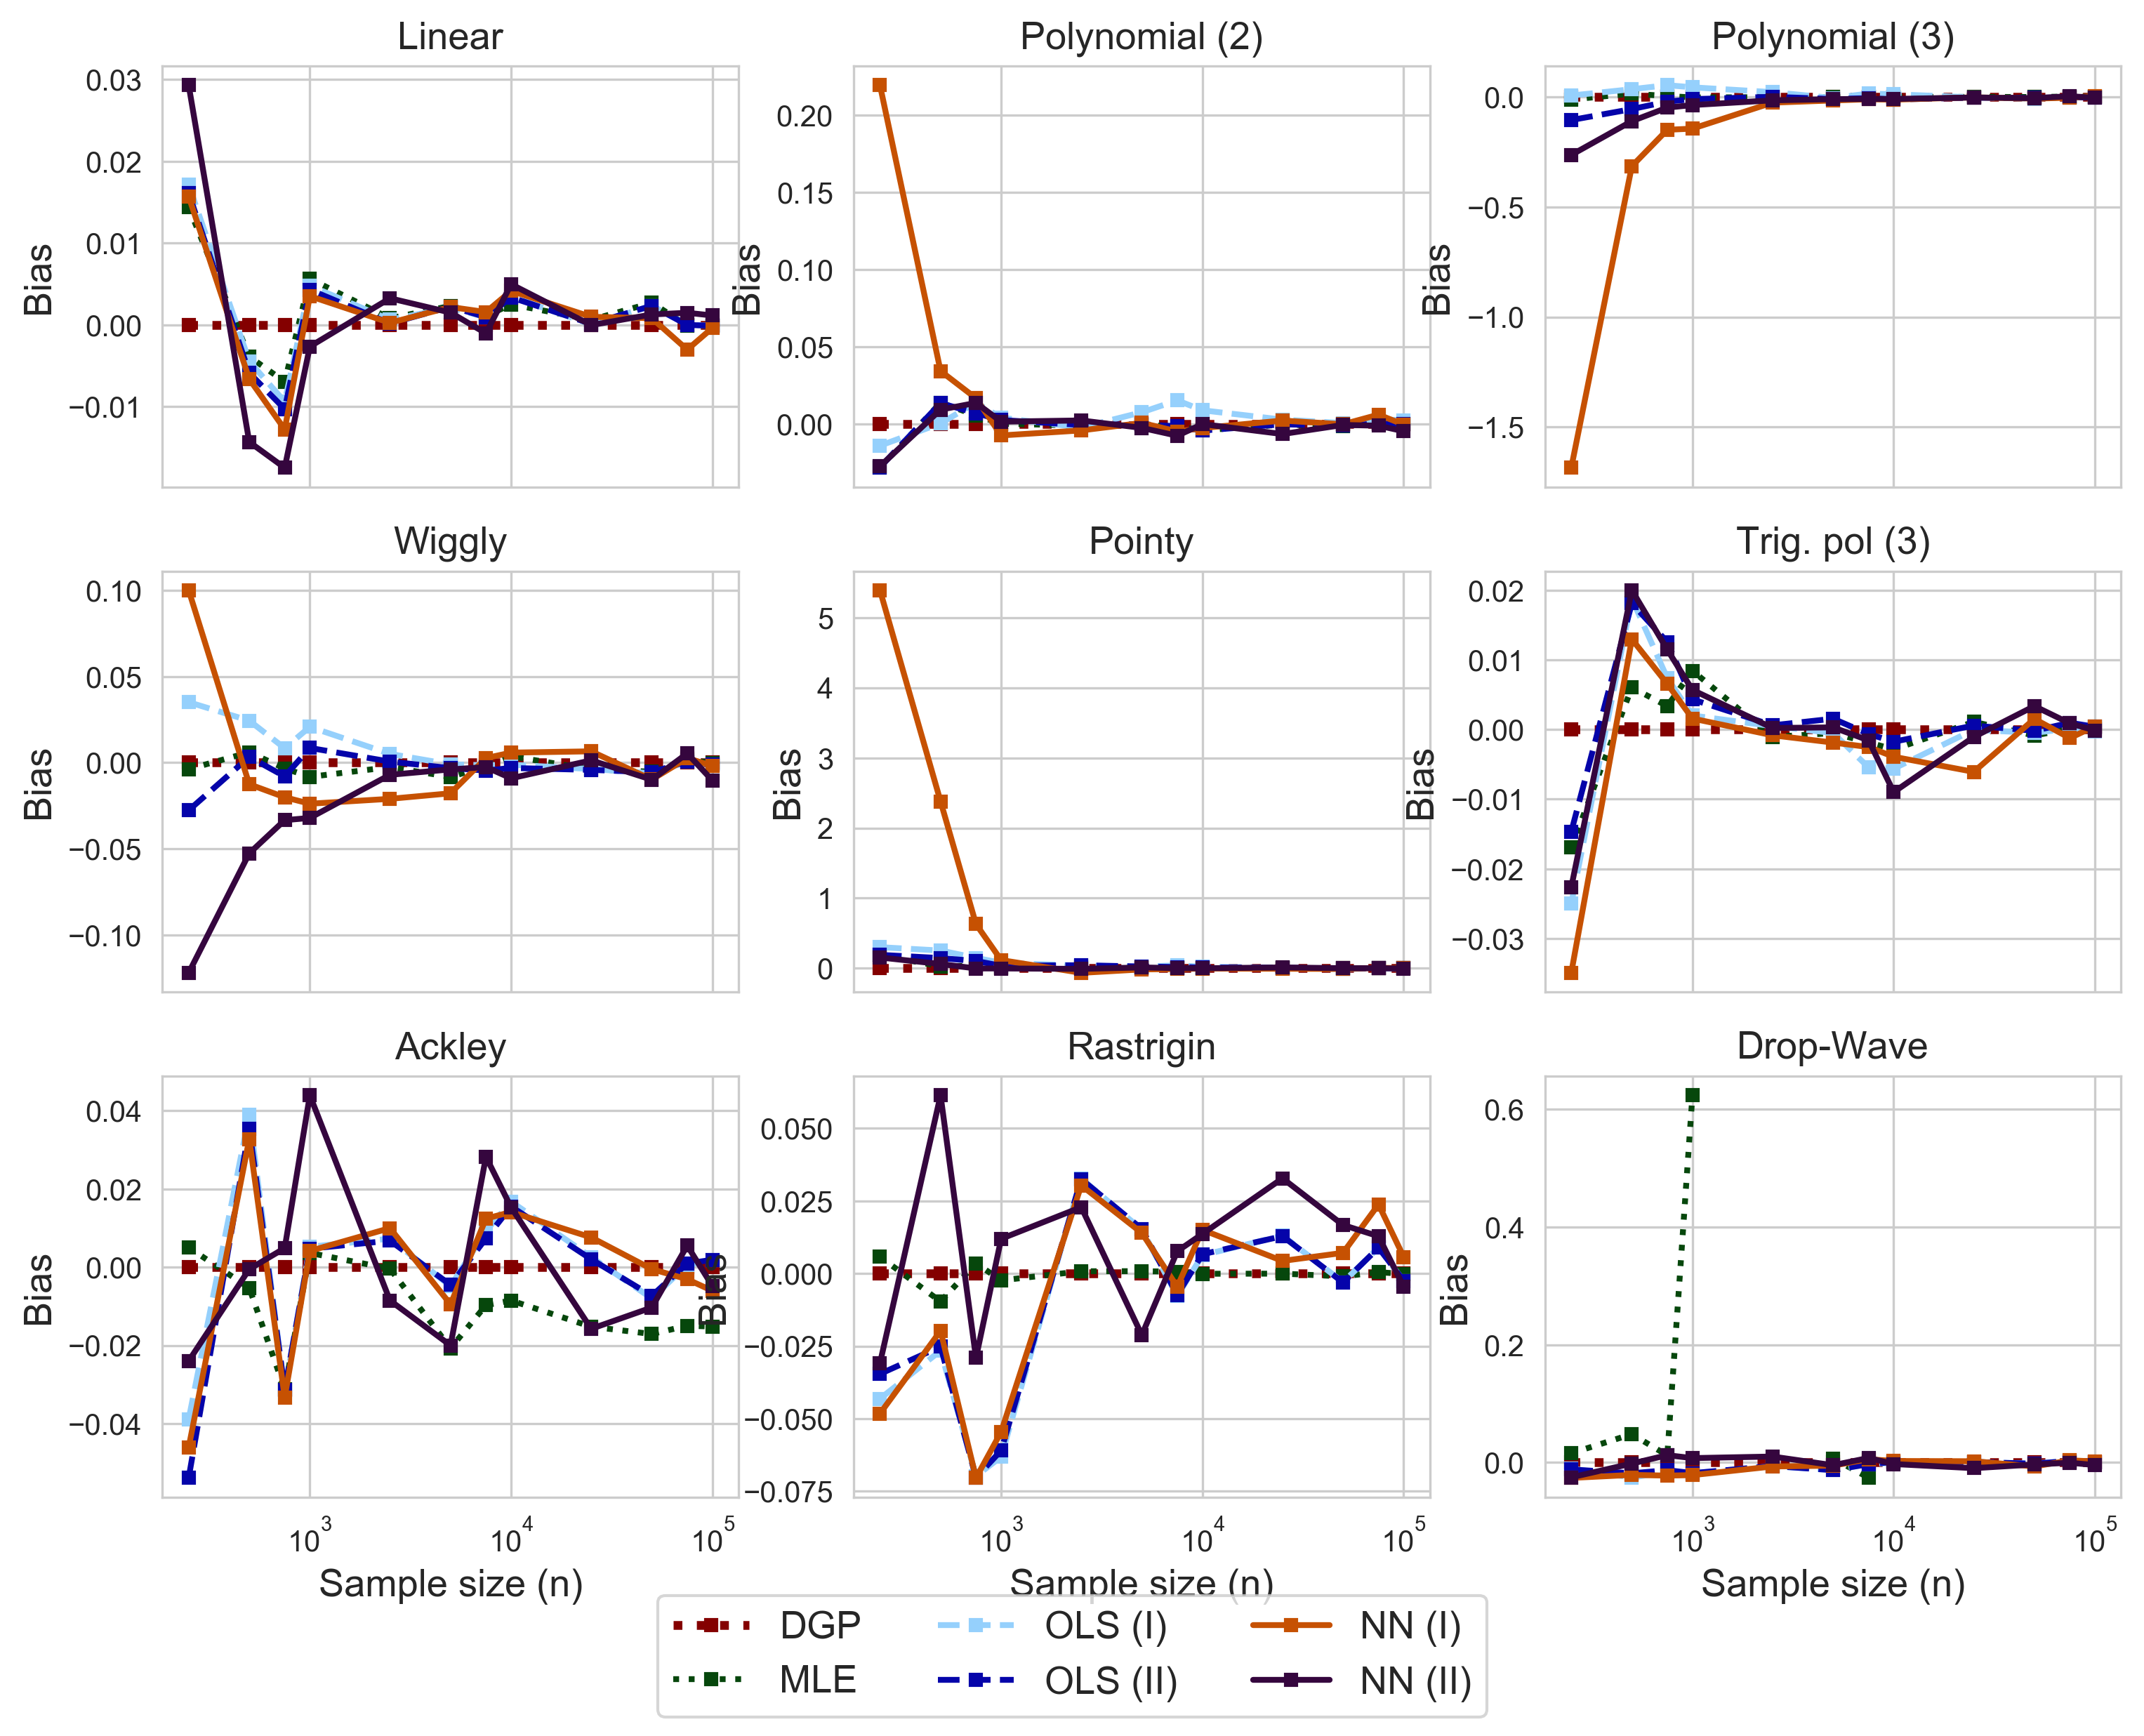 Linear Polynomial (2) Polynomial (3)
0.03
0.02
0.01
0.00
−0.01
Bias
0.20
0.15
0.10
0.05
0.00
Bias
0.0
−0.5
−1.0
−1.5
Bias
Wiggly Pointy Trig. pol (3)
0.10
0.05
0.00
−0.05
−0.10
Bias
5
4
3
2
1
0
Bias
0.02
0.01
0.00
−0.01
−0.02
−0.03
Bias
Ackley Rastrigin Drop-Wave
0.04
0.02
0.00
−0.02
−0.04
Bias
0.050
0.025
0.000
−0.025
−0.050
−0.075
Bias
0.6
0.4
0.2
0.0
Bias
10³ 10⁴ 10⁵ 10³ 10⁴ 10⁵ 10³ 10⁴ 10⁵
Sample size (n) Sample size (n) Sample size (n)
DGP OLS (I) NN (I)
MLE OLS (II) NN (II)